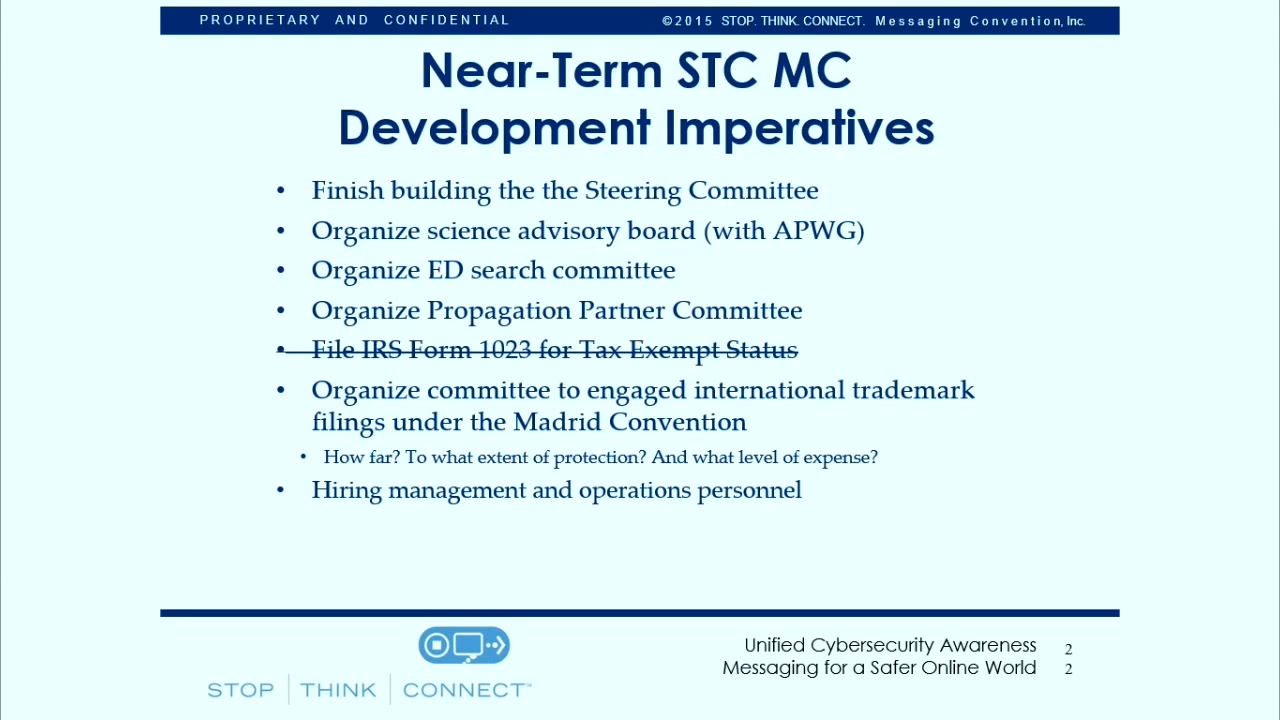 PROPRIETARY AND CONFIDENTIAL ©2015 STOP. THINK. CONNECT. Messaging Convention, Inc.
Near-Term STC MC
Development Imperatives
• Finish building the the Steering Committee
• Organize science advisory board (with APWG)
• Organize ED search committee
• Organize Propagation Partner Committee
• File IRS Form 1023 for Tax Exempt Status
• Organize committee to engaged international trademark
filings under the Madrid Convention
• How far? To what extent of protection? And what level of expense?
• Hiring management and operations personnel
Unified Cybersecurity Awareness 2
Messaging for a Safer Online World 2
STOP | THINK | CONNECT™